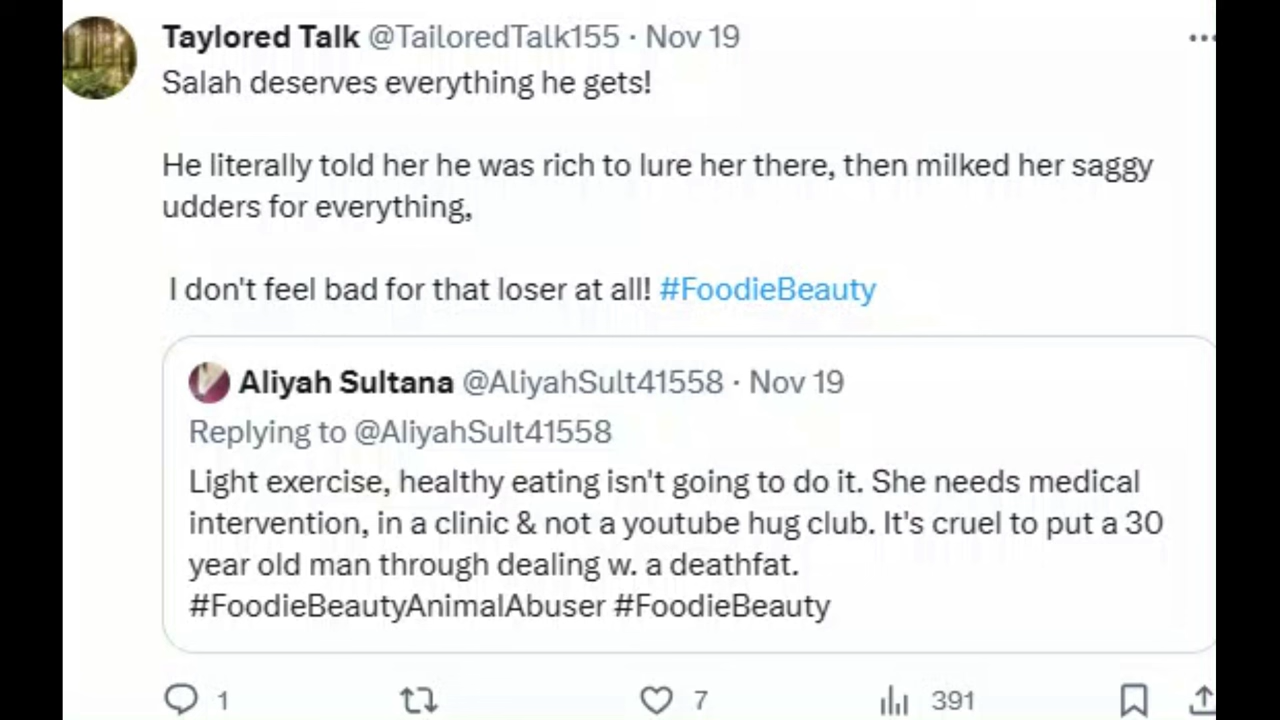 Taylored Talk @TailoredTalk155 · Nov 19
Salah deserves everything he gets!
He literally told her he was rich to lure her there, then milked her saggy
udders for everything,
I don't feel bad for that loser at all! #FoodieBeauty
Aliyah Sultana @AliyahSult41558 · Nov 19
Replying to @AliyahSult41558
Light exercise, healthy eating isn't going to do it. She needs medical
intervention, in a clinic & not a youtube hug club. It's cruel to put a 30
year old man through dealing w. a deathfat.
#FoodieBeautyAnimalAbuser #FoodieBeauty
1 7 391